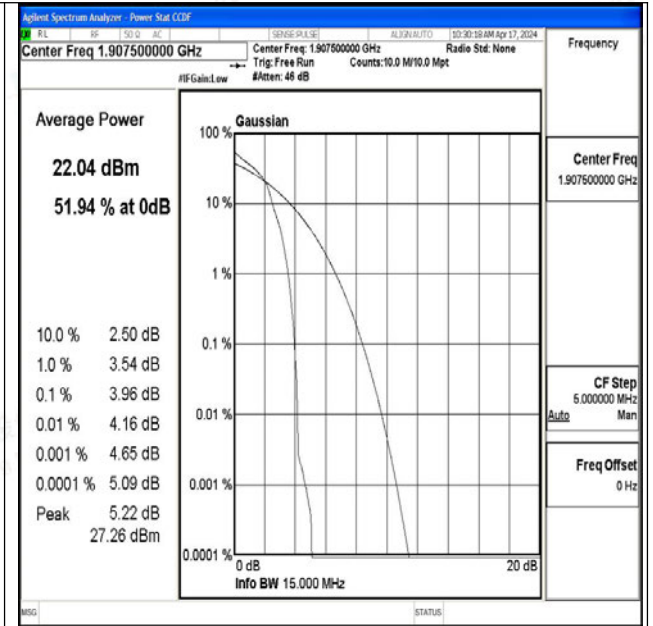 Agilent Spectrum Analyzer - Power Stat CCDF
RL RF 50 Ω AC SENSE:PULSE ALIGN AUTO 10:30:18 AM Apr 17, 2024
Center Freq 1.907500000 GHz
Center Freq: 1.907500000 GHz Radio Std: None
Trig: Free Run Counts:10.0 M/10.0 Mpt
#IFGain:Low #Atten: 46 dB
Frequency
Average Power
22.04 dBm
51.94 % at 0dB
10.0 % 2.50 dB
1.0 % 3.54 dB
0.1 % 3.96 dB
0.01 % 4.16 dB
0.001 % 4.65 dB
0.0001 % 5.09 dB
Peak 5.22 dB
27.26 dBm
Gaussian
100 %
10 %
1 %
0.1 %
0.01 %
0.001 %
0.0001 %
0 dB 20 dB
Info BW 15.000 MHz
Center Freq
1.907500000 GHz
CF Step
5.000000 MHz
Auto Man
Freq Offset
0 Hz
MSG STATUS